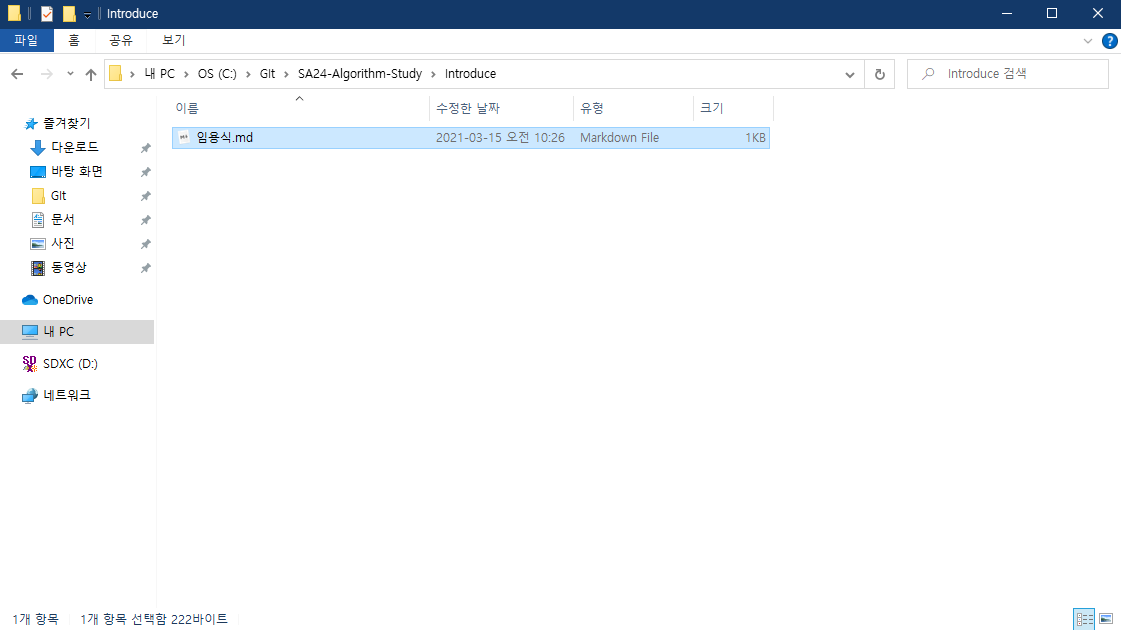 Introduce
파일 홈 공유 보기
내 PC OS (C:) GIt SA24-Algorithm-Study Introduce Introduce 검색
이름 수정한 날짜 유형 크기
임용식.md 2021-03-15 오전 10:26 Markdown File 1KB
즐겨찾기
다운로드
바탕 화면
GIt
문서
사진
동영상
OneDrive
내 PC
SDXC (D:)
네트워크
1개 항목 1개 항목 선택함 222바이트